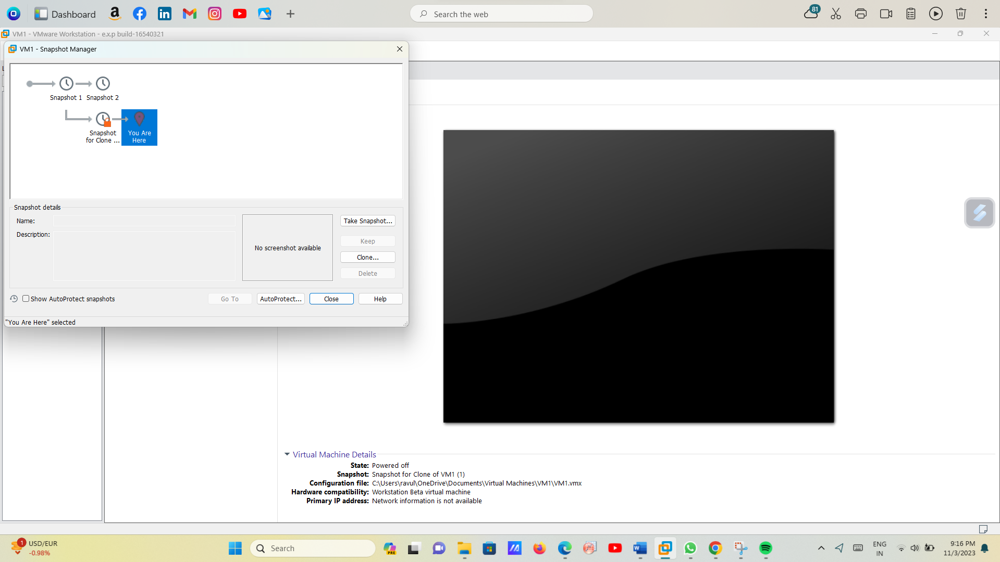 Dashboard
Search the web
81
VM1 - VMware Workstation - e.x.p build-16540321
VM1 - Snapshot Manager
Snapshot 1
Snapshot 2
Snapshot
for Clone ...
You Are
Here
Snapshot details
Name:
Description:
No screenshot available
Take Snapshot...
Keep
Clone...
Delete
Show AutoProtect snapshots
Go To
AutoProtect...
Close
Help
"You Are Here" selected
Virtual Machine Details
State: Powered off
Snapshot: Snapshot for Clone of VM1 (1)
Configuration file: C:\Users\ravul\OneDrive\Documents\Virtual Machines\VM1\VM1.vmx
Hardware compatibility: Workstation Beta virtual machine
Primary IP address: Network information is not available
1
USD/EUR
-0.98%
Search
PRE
ENG
IN
9:16 PM
11/3/2023